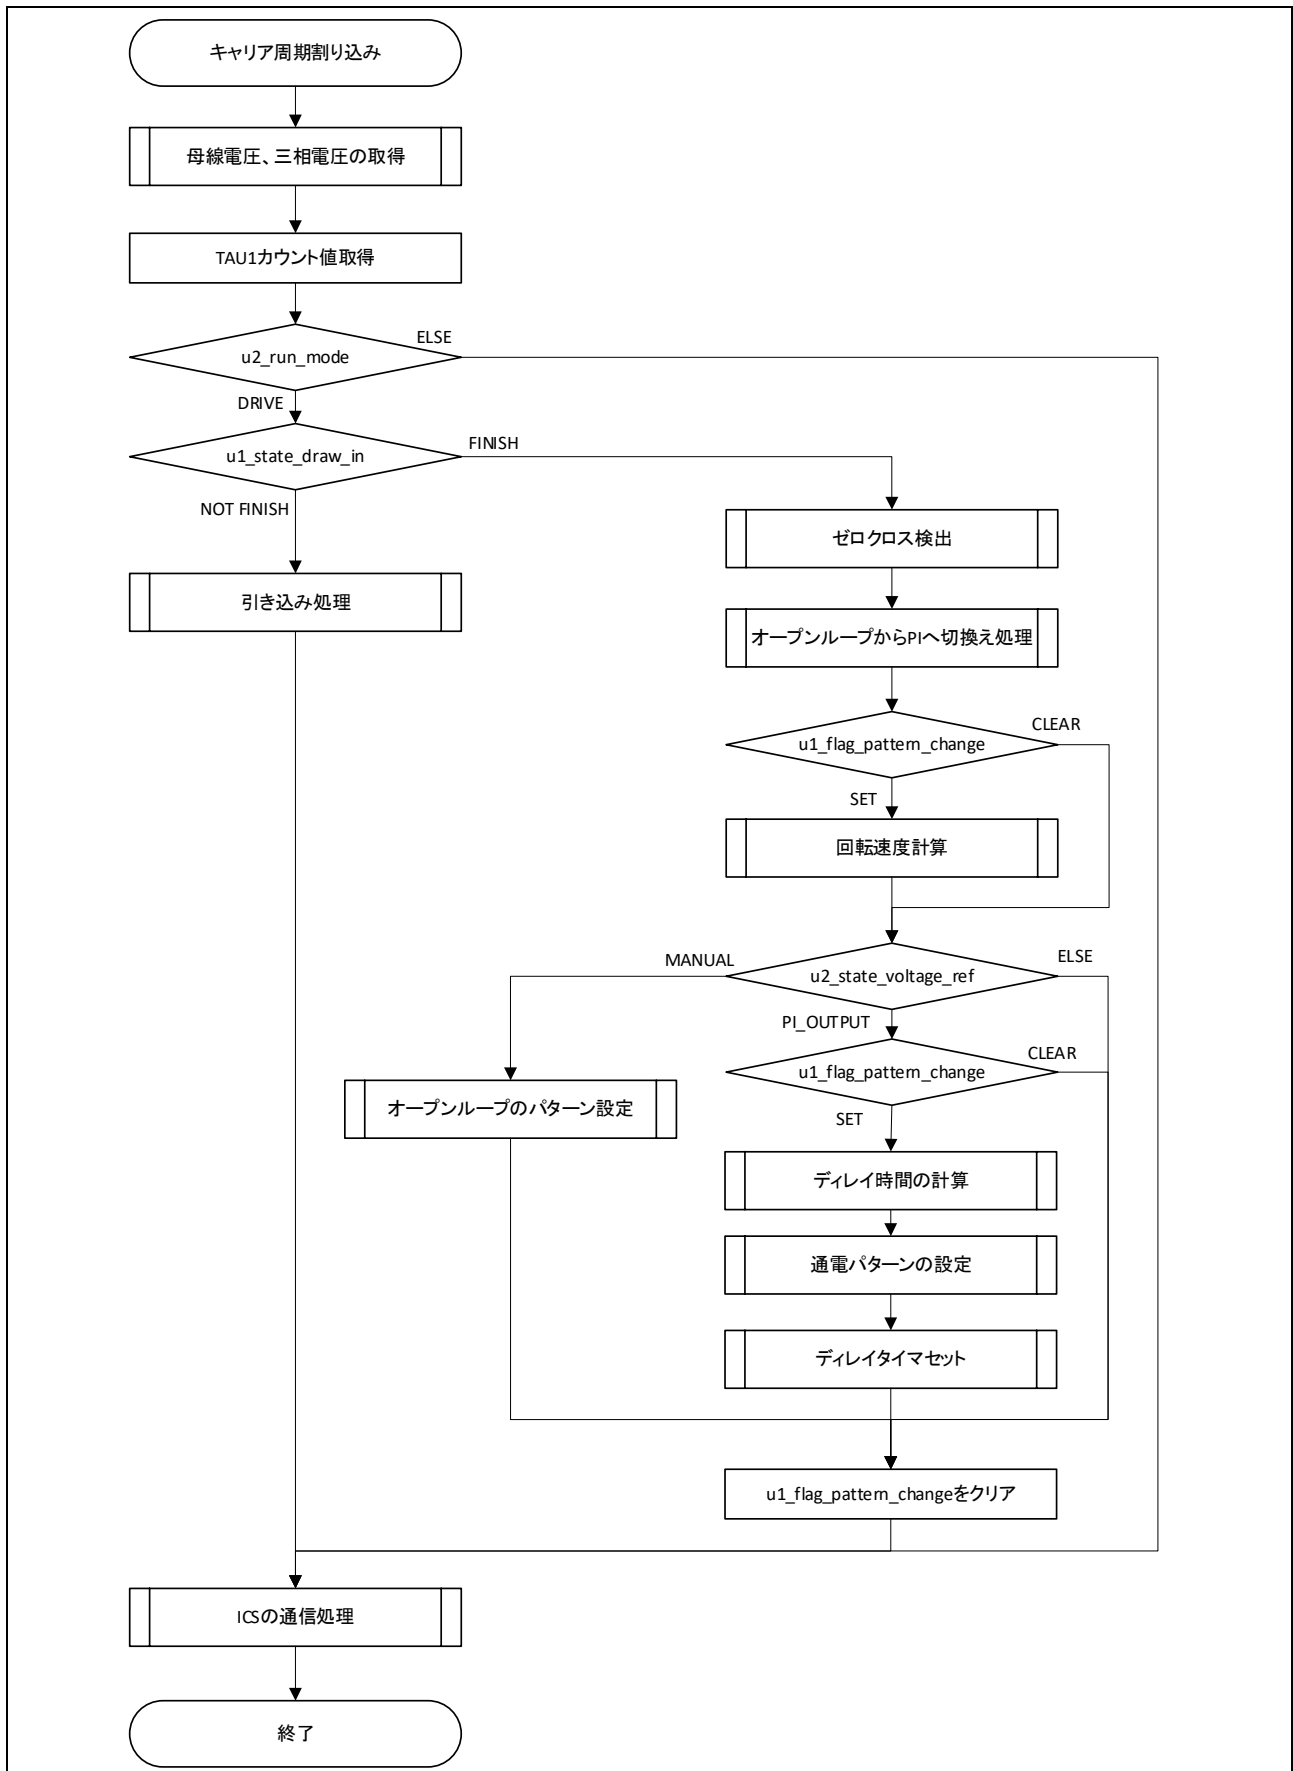 キャリア周期割り込み
母線電圧、三相電圧の取得
TAU1カウント値取得
ELSE
u2_run_mode
DRIVE
u1_state_draw_in
FINISH
NOT FINISH
ゼロクロス検出
引き込み処理
オープンループからPIへ切換え処理
CLEAR
u1_flag_pattern_change
SET
回転速度計算
MANUAL
ELSE
u2_state_voltage_ref
PI_OUTPUT
CLEAR
u1_flag_pattern_change
オープンループのパターン設定
SET
ディレイ時間の計算
通電パターンの設定
ディレイタイマセット
u1_flag_pattern_changeをクリア
ICSの通信処理
終了